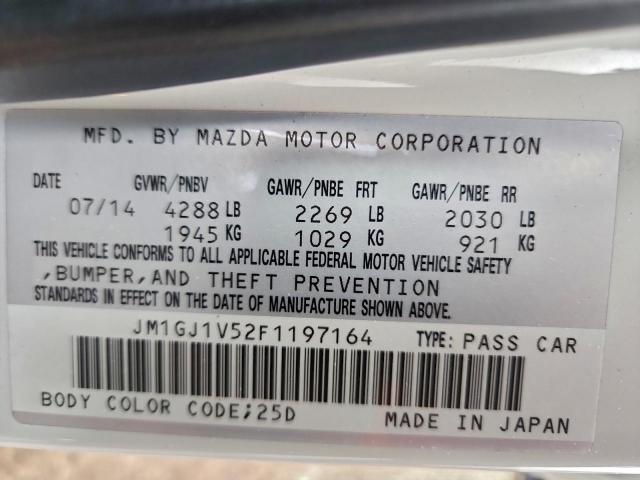 MFD. BY MAZDA MOTOR CORPORATION
DATE GVWR/PNBV GAWR/PNBE FRT GAWR/PNBE RR
07/14 4288 LB 2269 LB 2030 LB
1945 KG 1029 KG 921 KG
THIS VEHICLE CONFORMS TO ALL APPLICABLE FEDERAL MOTOR VEHICLE SAFETY
,BUMPER,AND THEFT PREVENTION
STANDARDS IN EFFECT ON THE DATE OF MANUFACTURE SHOWN ABOVE.
JM1GJ1V52F1197164 TYPE: PASS CAR
BODY COLOR CODE;25D MADE IN JAPAN